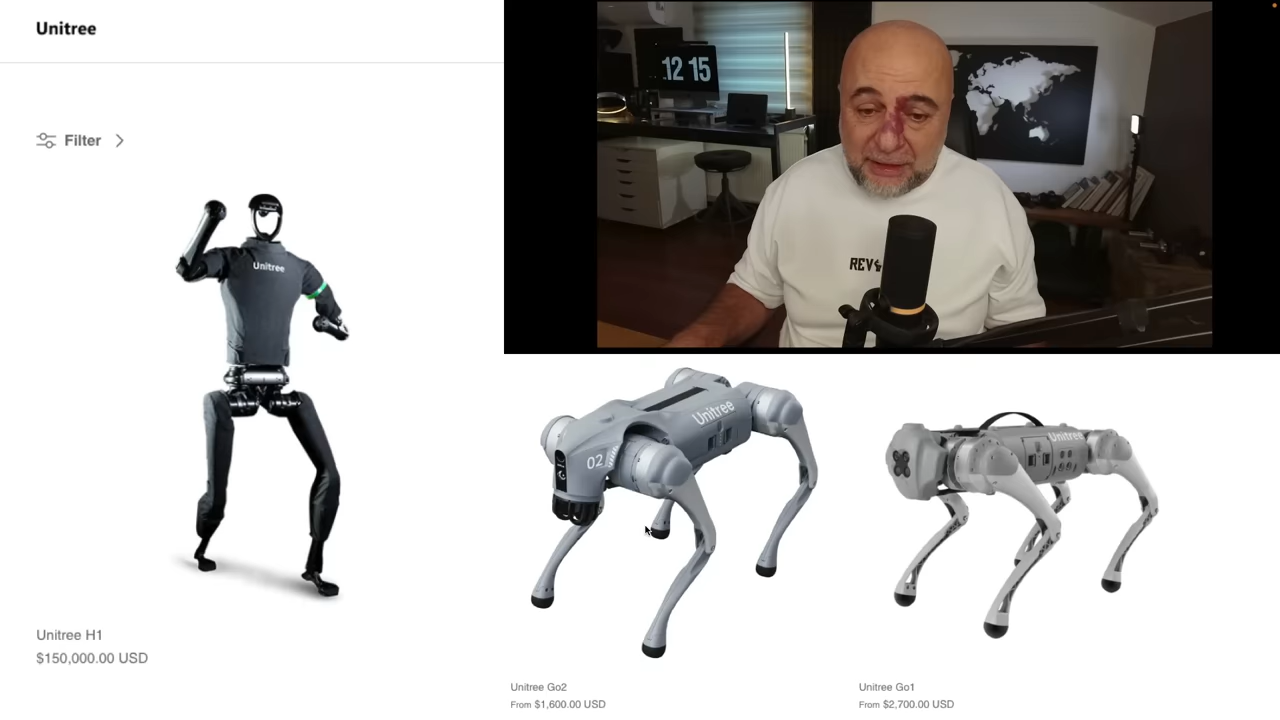 Unitree
Filter
Unitree
Unitree H1
$150,000.00 USD
12 15
Unitree
02
Unitree Go2
From $1,600.00 USD
Unitree
Unitree Go1
From $2,700.00 USD